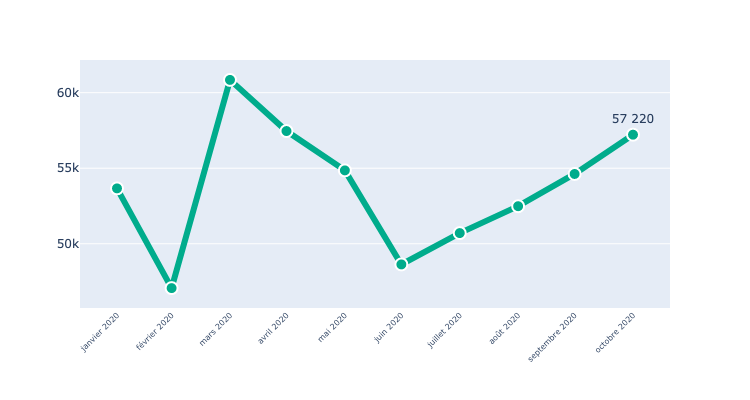 60k
57 220
55k
50k
janvier 2020
février 2020
mars 2020
avril 2020
mai 2020
juin 2020
juillet 2020
août 2020
septembre 2020
octobre 2020